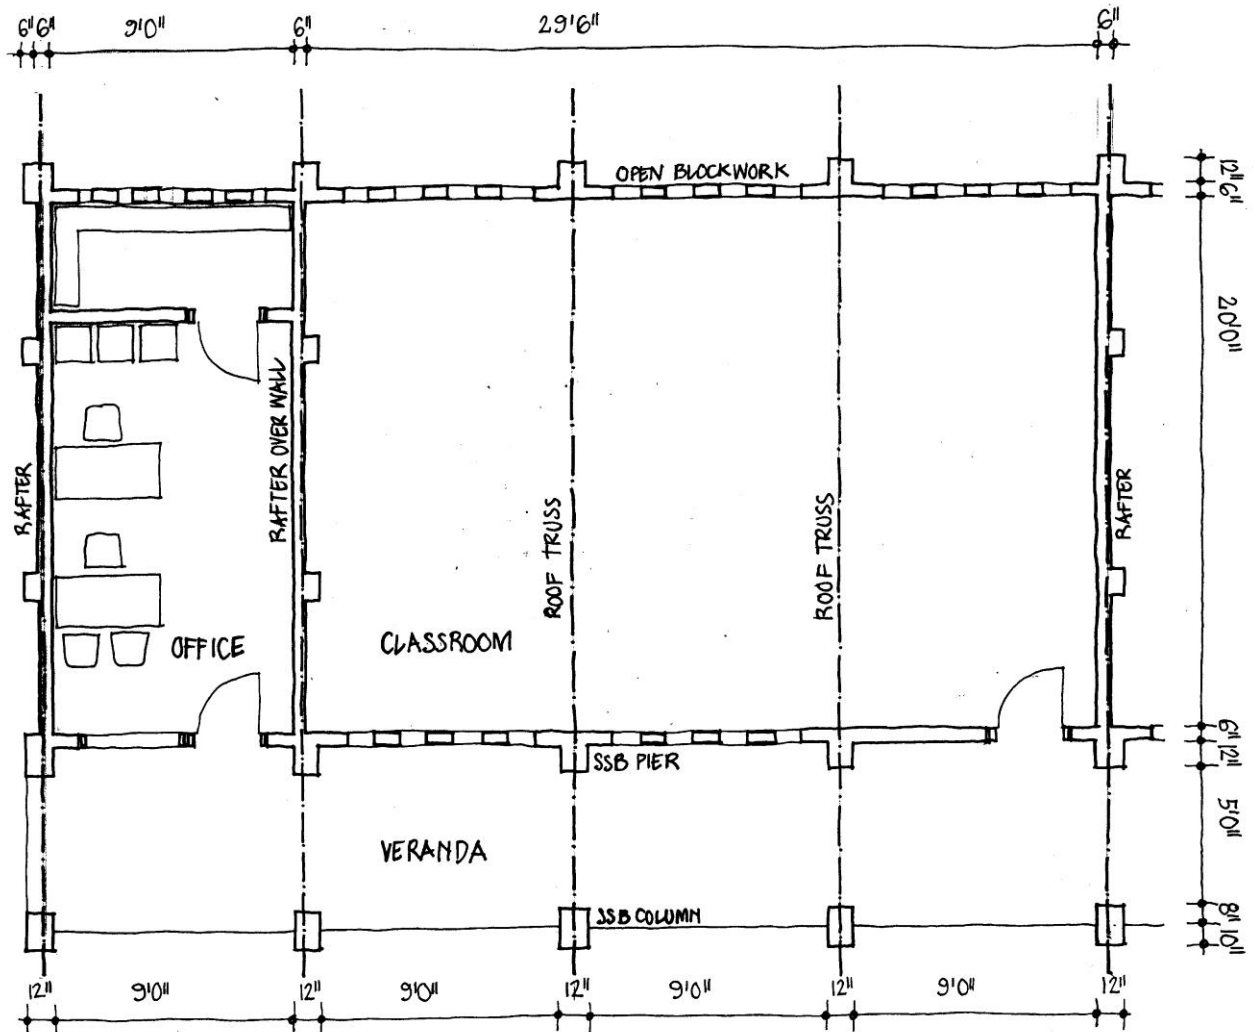 6" 6" 9'0" 6" 29'6" 6"
OPEN BLOCKWORK
12"
6"
20'0"
RAFTER OVER WALL
RAFTER
ROOF TRUSS
ROOF TRUSS
RAFTER
OFFICE
CLASSROOM
6"
12"
SSB PIER
5'0"
VERANDA
8"
10"
SSB COLUMN
12" 9'0" 12" 9'0" 12" 9'0" 12" 9'0" 12"